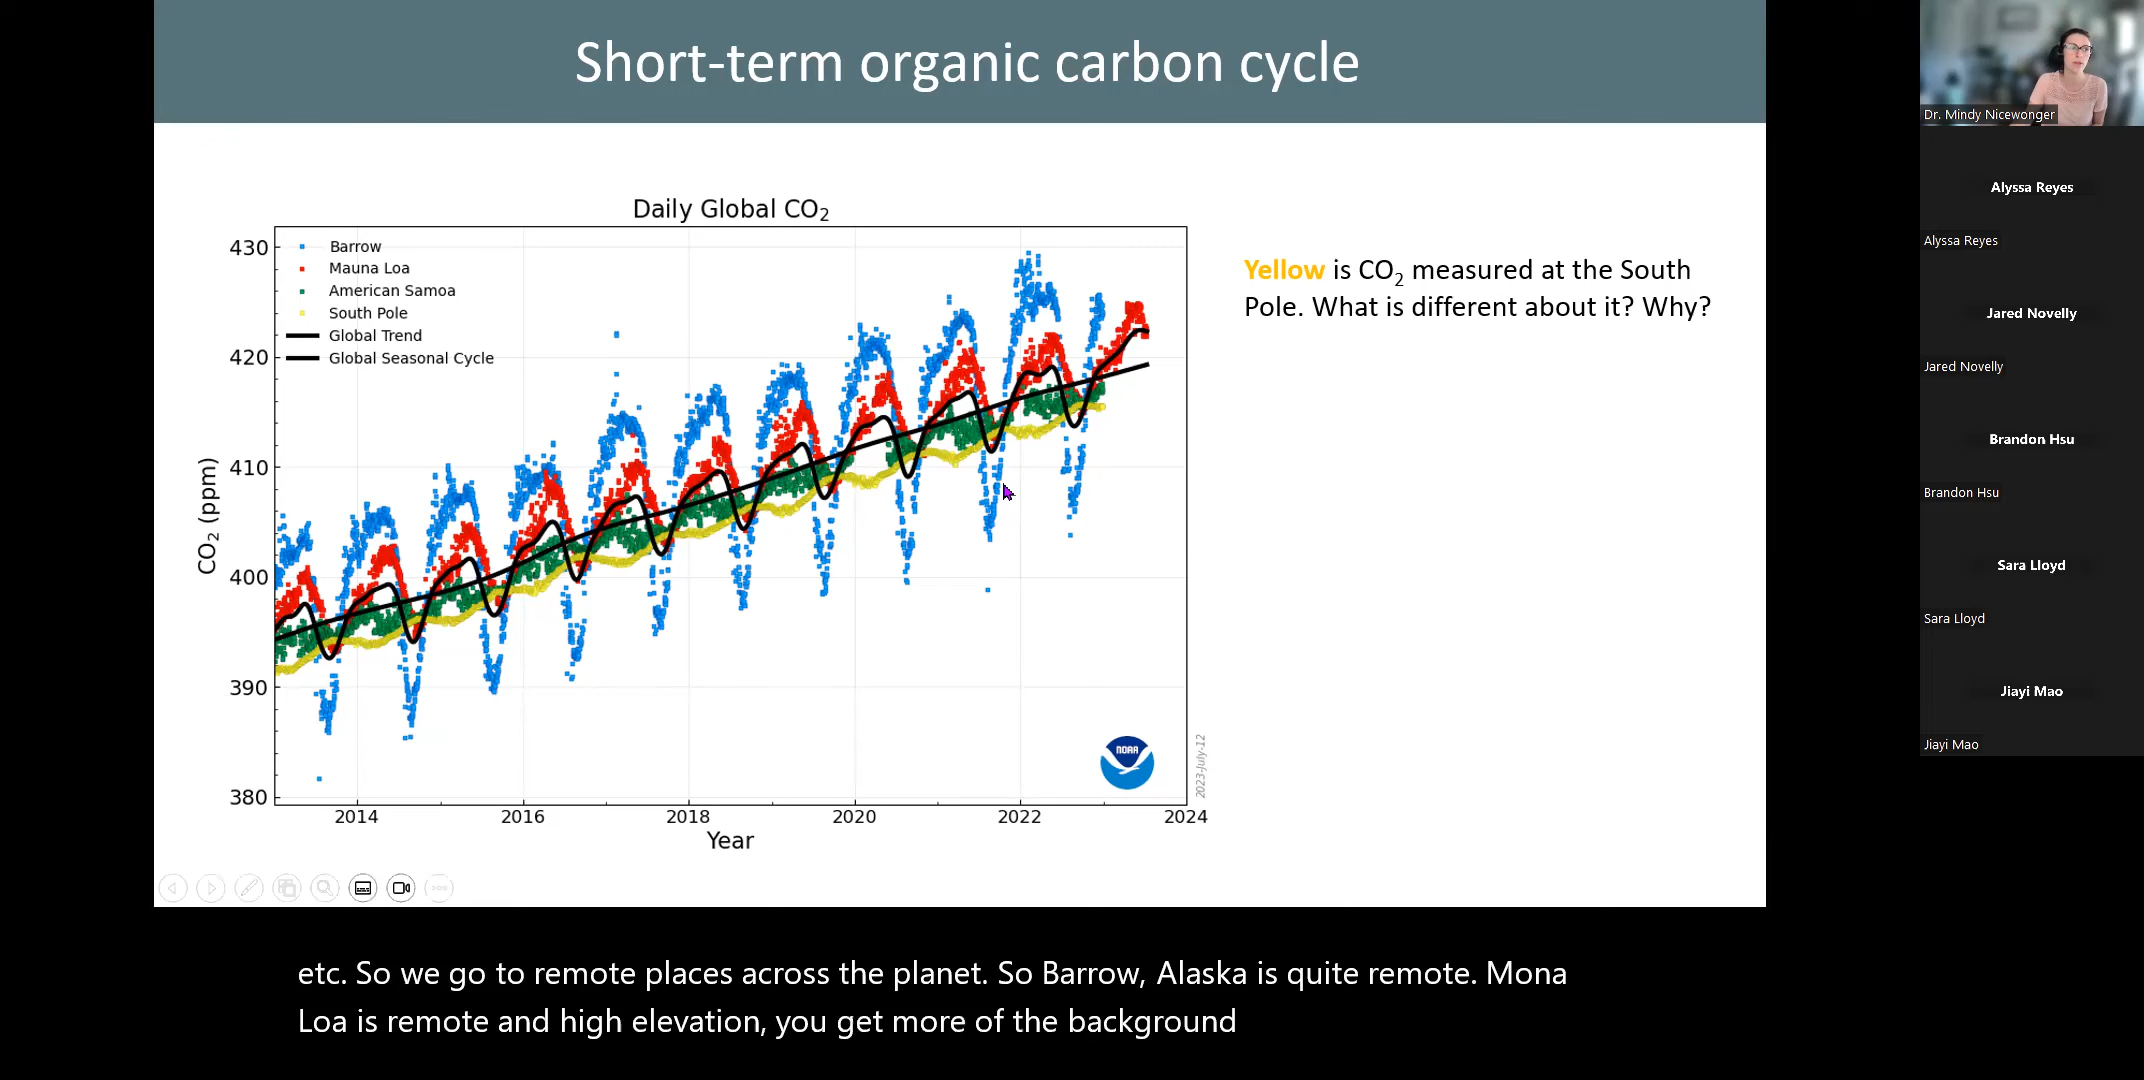 Short-term organic carbon cycle
Daily Global CO₂
430
420
410
400
390
380
CO₂ (ppm)
Barrow
Mauna Loa
American Samoa
South Pole
Global Trend
Global Seasonal Cycle
NOAA
2023-July-12
2014
2016
2018
2020
2022
2024
Year
Yellow is CO₂ measured at the South
Pole. What is different about it? Why?
etc. So we go to remote places across the planet. So Barrow, Alaska is quite remote. Mona
Loa is remote and high elevation, you get more of the background
Dr. Mindy Nicewonger
Alyssa Reyes
Alyssa Reyes
Jared Novelly
Jared Novelly
Brandon Hsu
Brandon Hsu
Sara Lloyd
Sara Lloyd
Jiayi Mao
Jiayi Mao